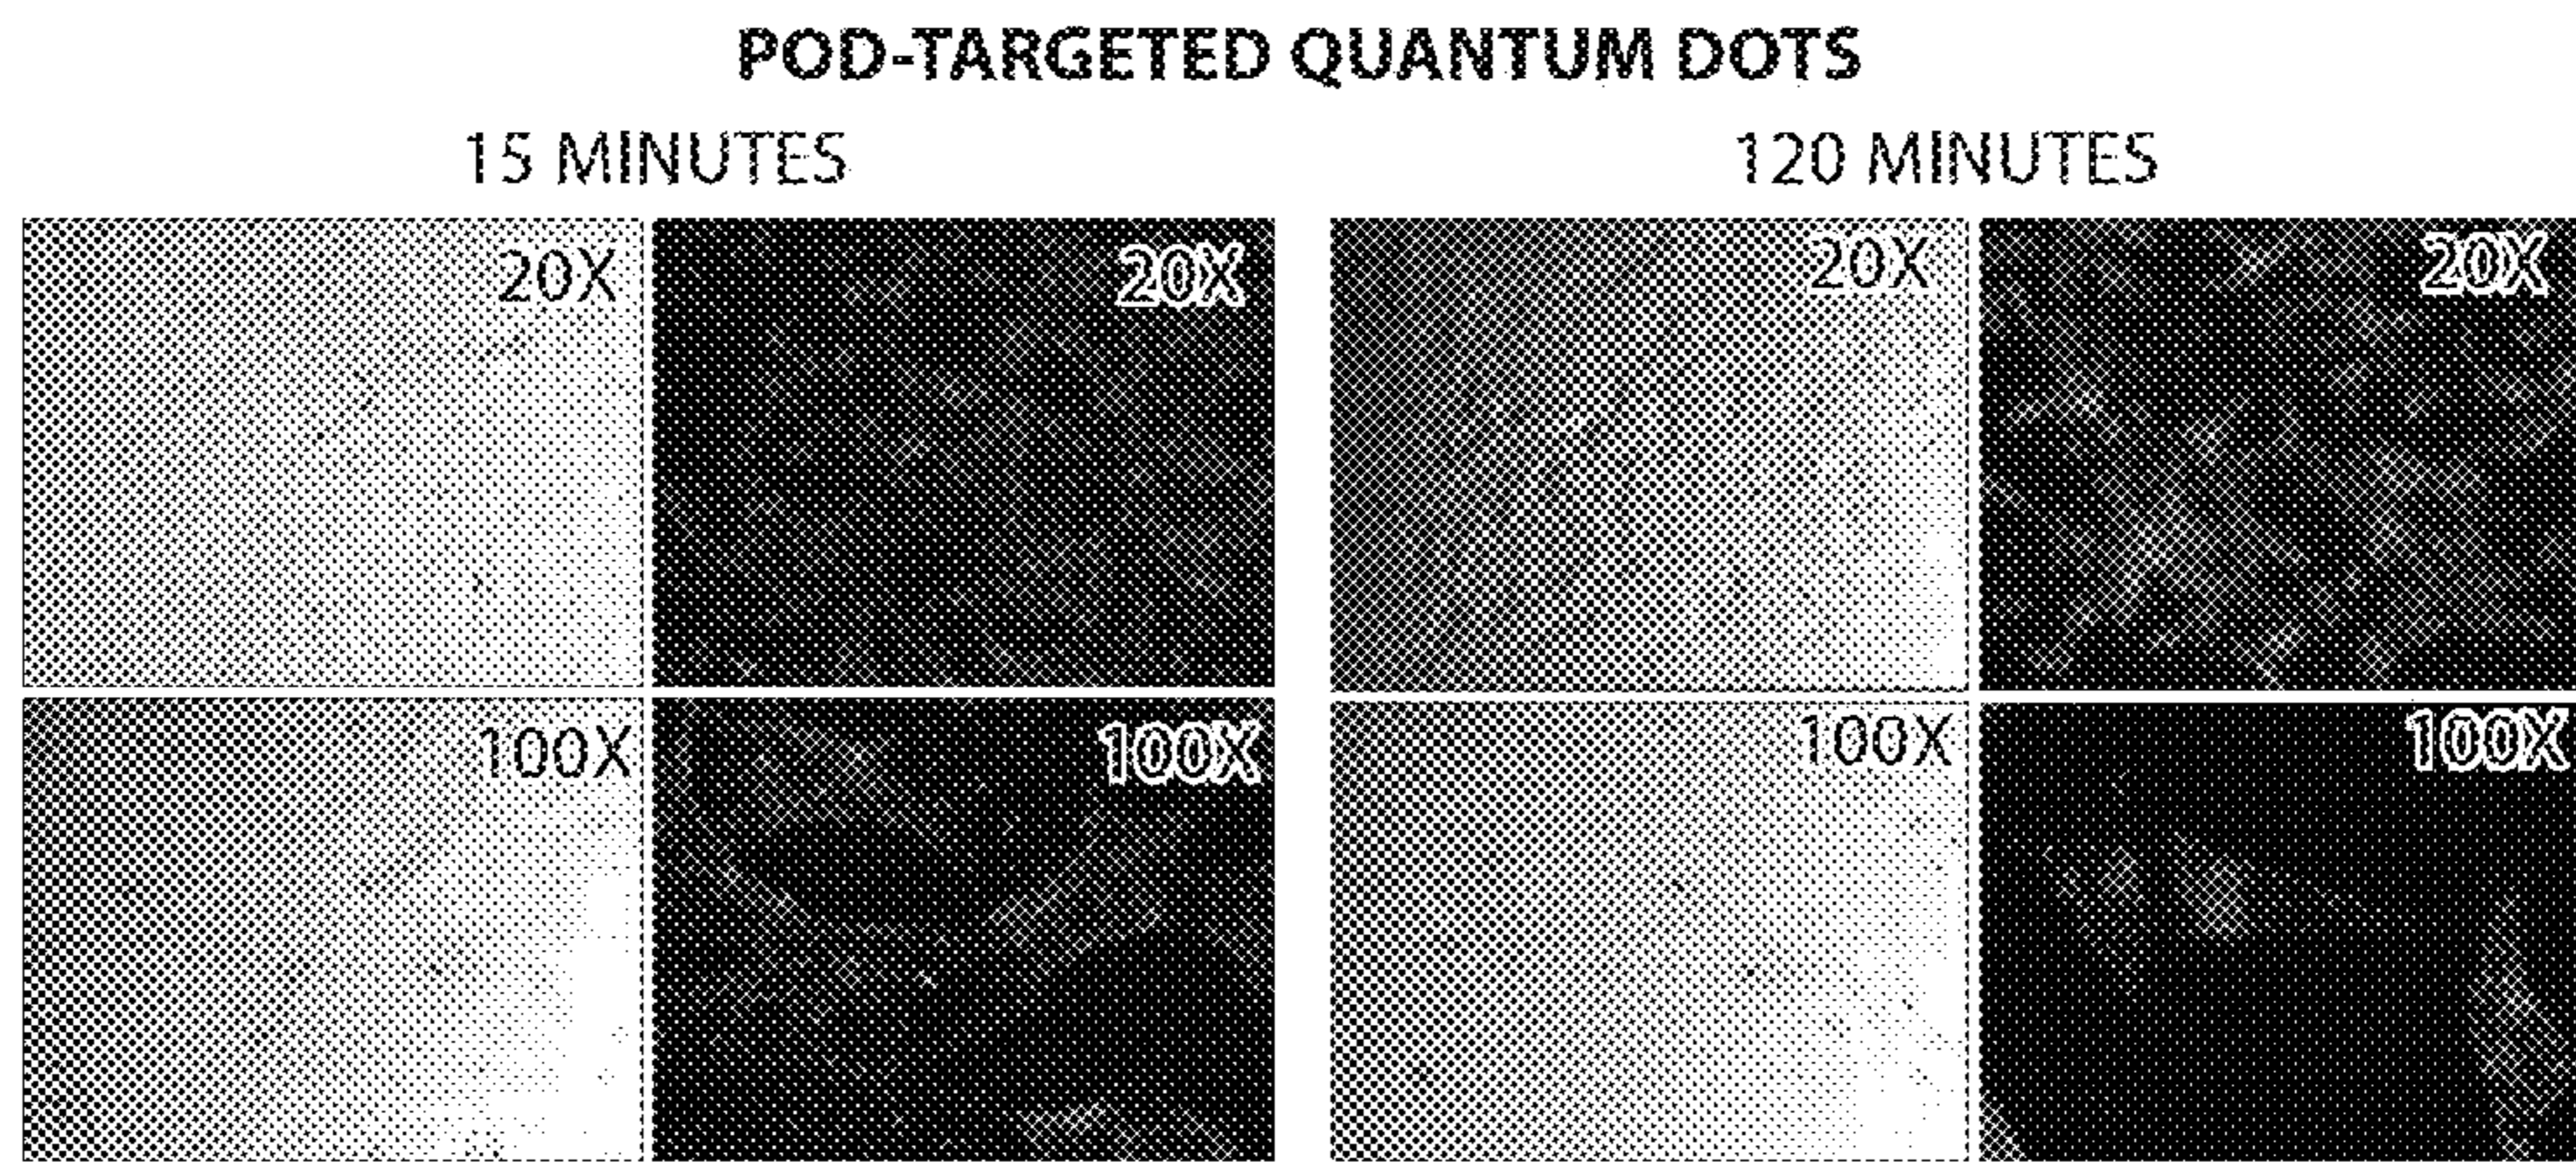 POD-TARGETED QUANTUM DOTS
15 MINUTES 120 MINUTES
20X 20X 20X 20X
100X 100X 100X 100X